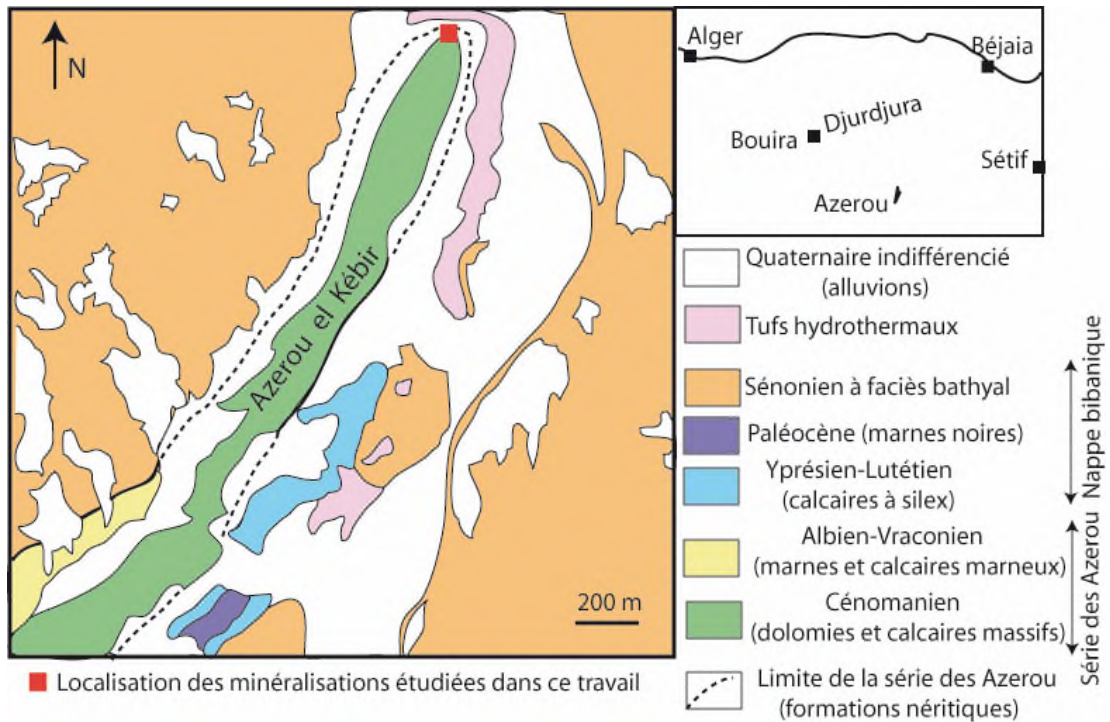 N
Azerou el Kébir
200 m
Localisation des minéralisations étudiées dans ce travail
Alger
Béjaia
Djurdjura
Bouira
Sétif
Azerou
Quaternaire indifférencié
(alluvions)
Tufs hydrothermaux
Sénonien à faciès bathyal
Paléocène (marnes noires)
Yprésien-Lutétien
(calcaires à silex)
Nappe bibanique
Albien-Vraconien
(marnes et calcaires marneux)
Cénomanien
(dolomies et calcaires massifs)
Série des Azerou
Limite de la série des Azerou
(formations néritiques)